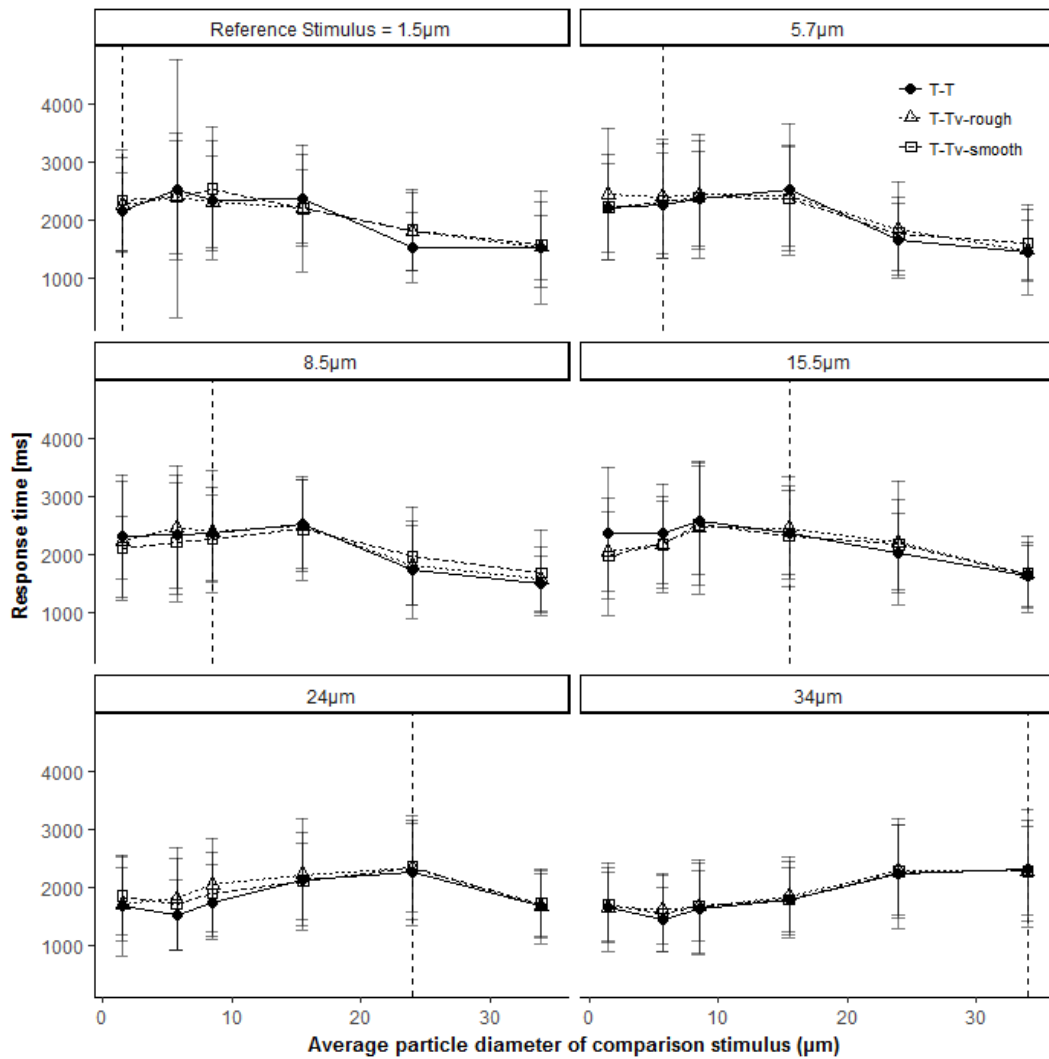 Reference Stimulus = 1.5µm
5.7µm
4000
3000
2000
1000
T-T
T-Tv-rough
T-Tv-smooth
8.5µm
15.5µm
4000
3000
2000
1000
Response time [ms]
24µm
34µm
4000
3000
2000
1000
0 10 20 30 0 10 20 30
Average particle diameter of comparison stimulus (µm)